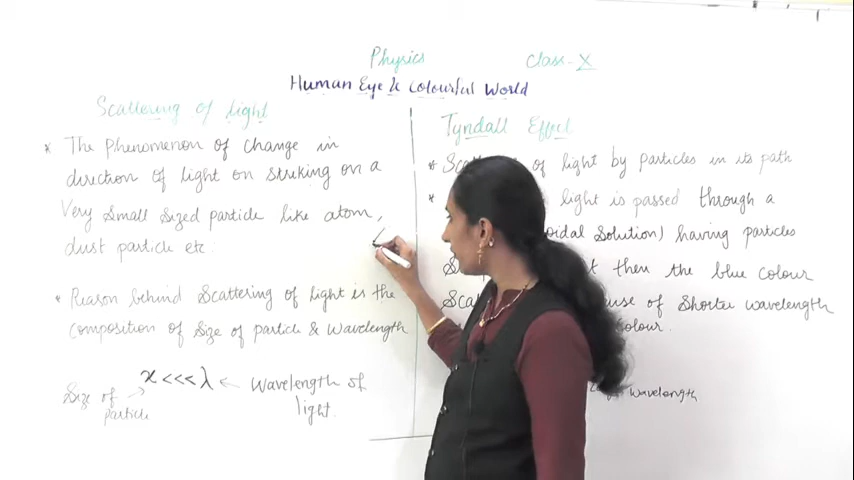 Physics Class-X
Human Eye & Colourful World
Scattering of light
* The Phenomenon of change in
direction of light on striking on a
Very small sized particle like atom,
dust particle etc.
* Reason behind Scattering of light is the
composition of size of particle & wavelength
x <<< λ ← wavelength of
light.
Size of →
particle
Tyndall Effect
* of light by particles in its path
* light is passed through a
Solution) having particles
then the blue colour
of shorter wavelength
colour.
wavelength